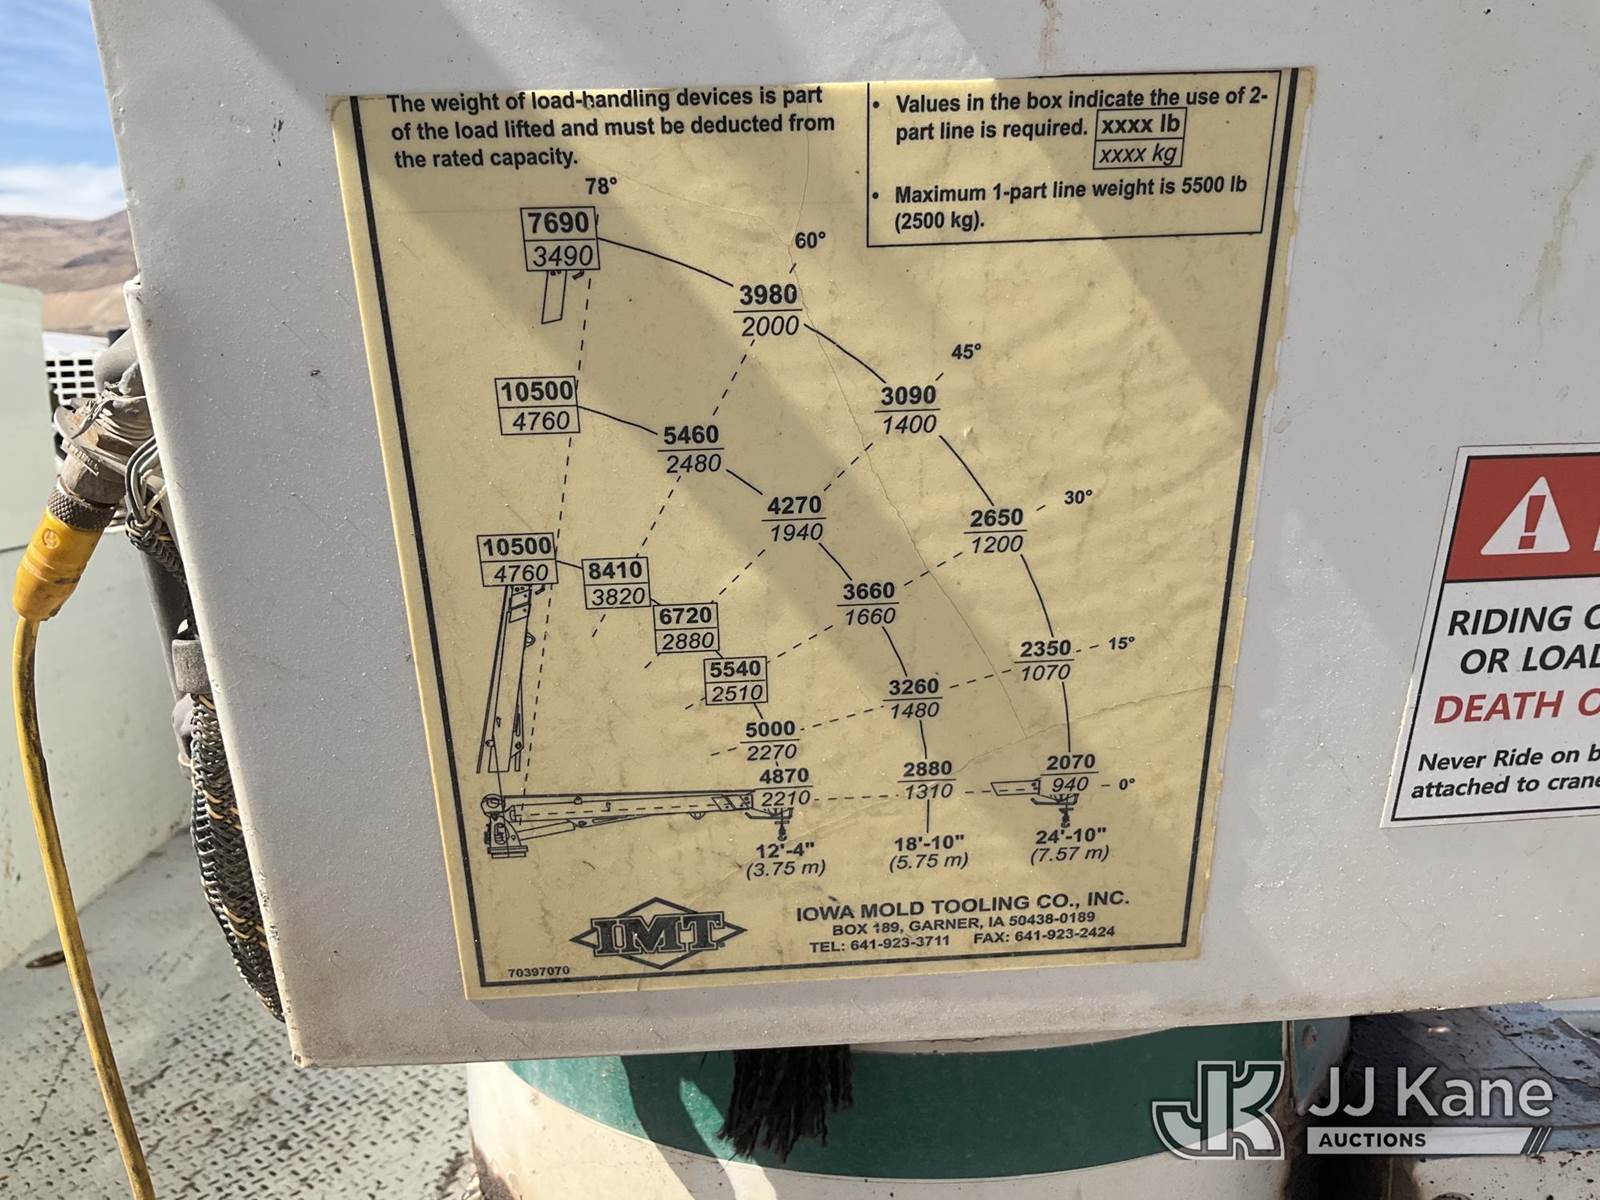 The weight of load-handling devices is part
of the load lifted and must be deducted from
the rated capacity.
• Values in the box indicate the use of 2-
part line is required. xxxx lb
xxxx kg
• Maximum 1-part line weight is 5500 lb
(2500 kg).
78°
7690
3490
60°
3980
2000
45°
3090
1400
10500
4760
5460
2480
4270
1940
30°
2650
1200
10500
4760
8410
3820
6720
2880
3660
1660
15°
2350
1070
5540
2510
3260
1480
5000
2270
4870
2210
2880
1310
2070
940
0°
12'-4"
(3.75 m)
18'-10"
(5.75 m)
24'-10"
(7.57 m)
IMT
IOWA MOLD TOOLING CO., INC.
BOX 189, GARNER, IA 50438-0189
TEL: 641-923-3711 FAX: 641-923-2424
70397070
RIDING
OR LOAD
DEATH
Never Ride on
attached to crane
JK JJ Kane
AUCTIONS